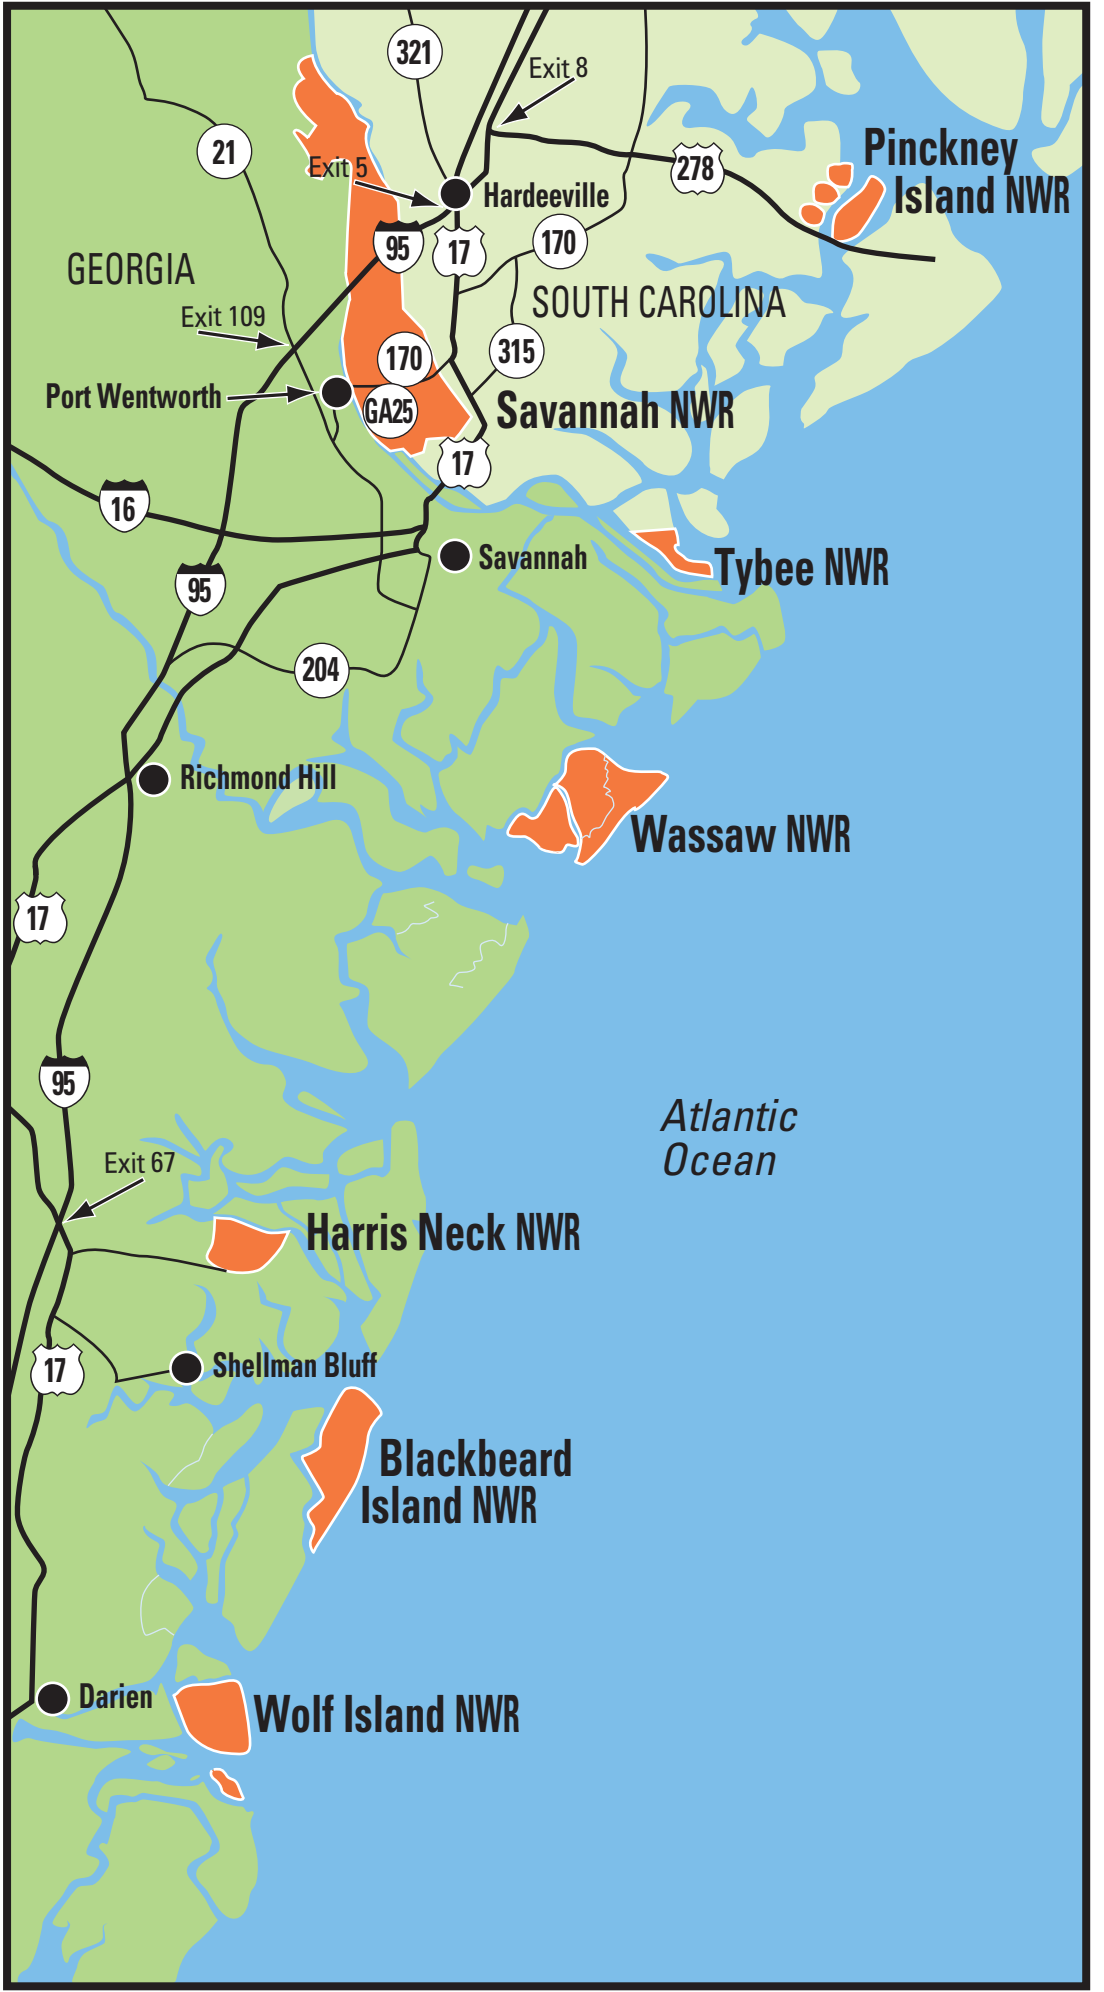 321
Exit 8
21
Exit 5
278
Pinckney
Island NWR
Hardeeville
95
17
170
GEORGIA
SOUTH CAROLINA
Exit 109
170
315
Port Wentworth
GA25
Savannah NWR
17
16
Savannah
Tybee NWR
95
204
Richmond Hill
Wassaw NWR
17
95
Atlantic
Ocean
Exit 67
Harris Neck NWR
17
Shellman Bluff
Blackbeard
Island NWR
Darien
Wolf Island NWR